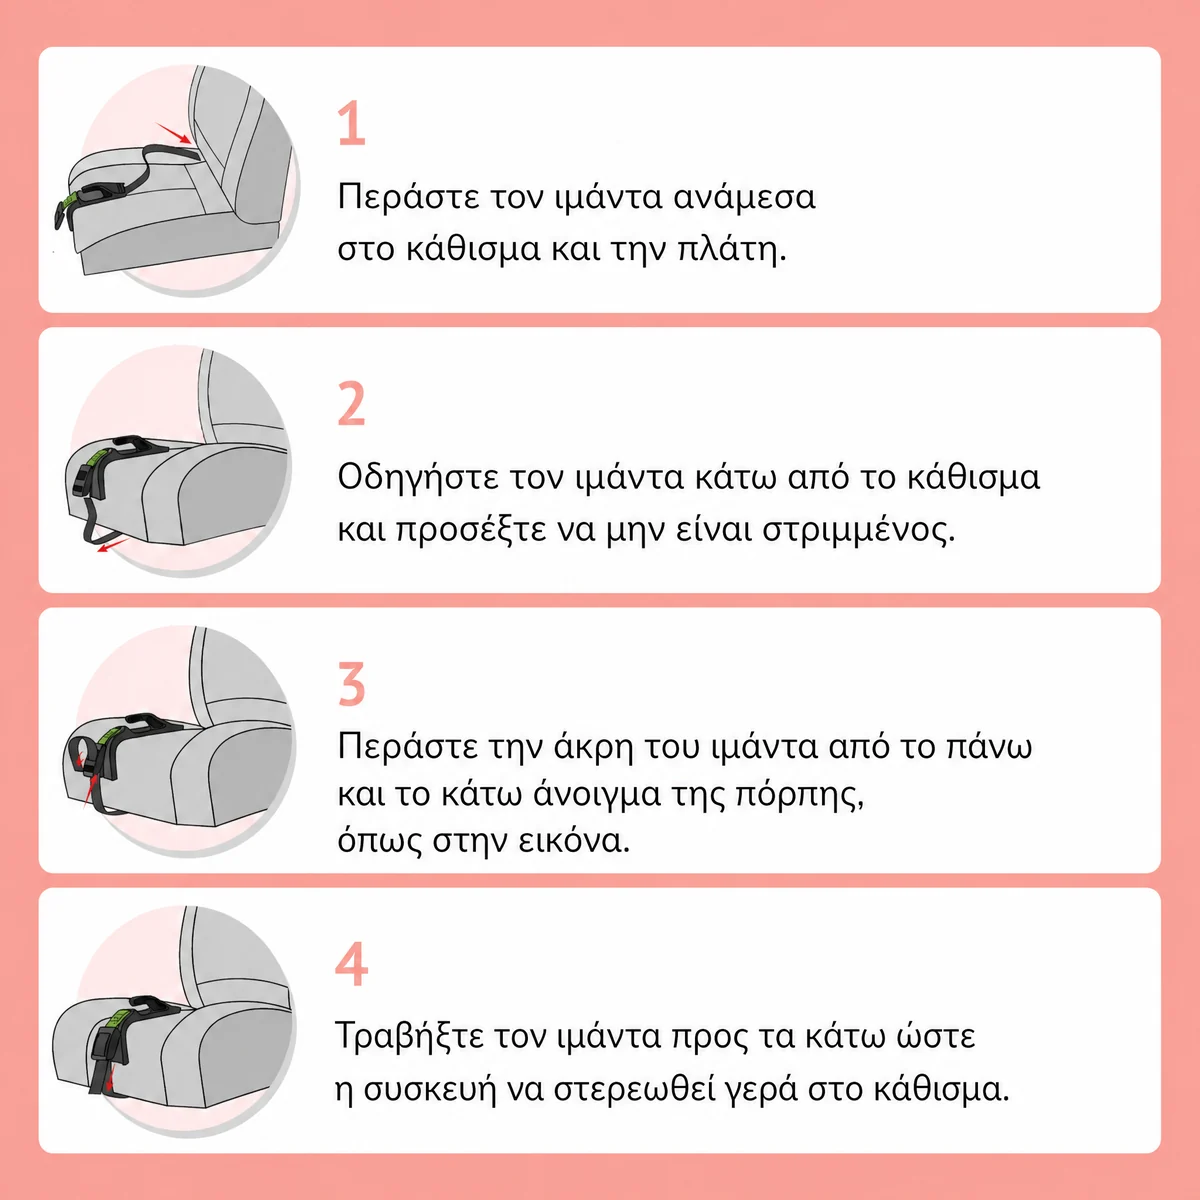 1
Περάστε τον ιμάντα ανάμεσα
στο κάθισμα και την πλάτη.
2
Οδηγήστε τον ιμάντα κάτω από το κάθισμα
και προσέξτε να μην είναι στριμμένος.
3
Περάστε την άκρη του ιμάντα από το πάνω
και το κάτω άνοιγμα της πόρπης,
όπως στην εικόνα.
4
Τραβήξτε τον ιμάντα προς τα κάτω ώστε
η συσκευή να στερεωθεί γερά στο κάθισμα.